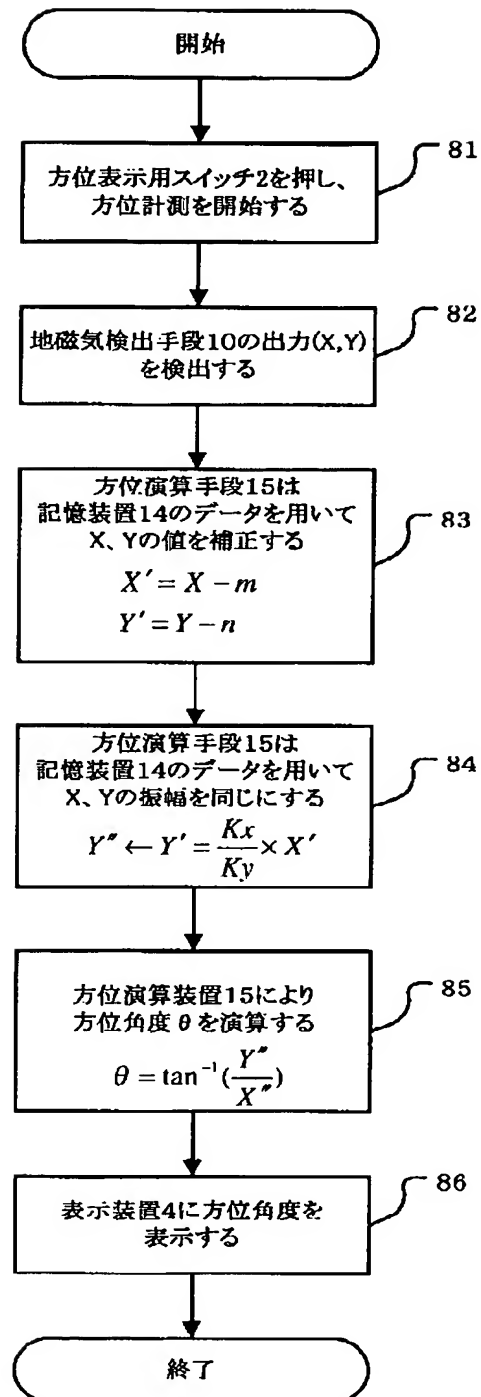 開始
方位表示用スイッチ2を押し、
方位計測を開始する
81
地磁気検出手段10の出力(X,Y)
を検出する
82
方位演算手段15は
記憶装置14のデータを用いて
X、Yの値を補正する
X′ = X − m
Y′ = Y − n
83
方位演算手段15は
記憶装置14のデータを用いて
X、Yの振幅を同じにする
Y″ ← Y′ = Kx/Ky × X′
84
方位演算装置15により
方位角度 θ を演算する
θ = tan⁻¹(Y″/X″)
85
表示装置4に方位角度を
表示する
86
終了